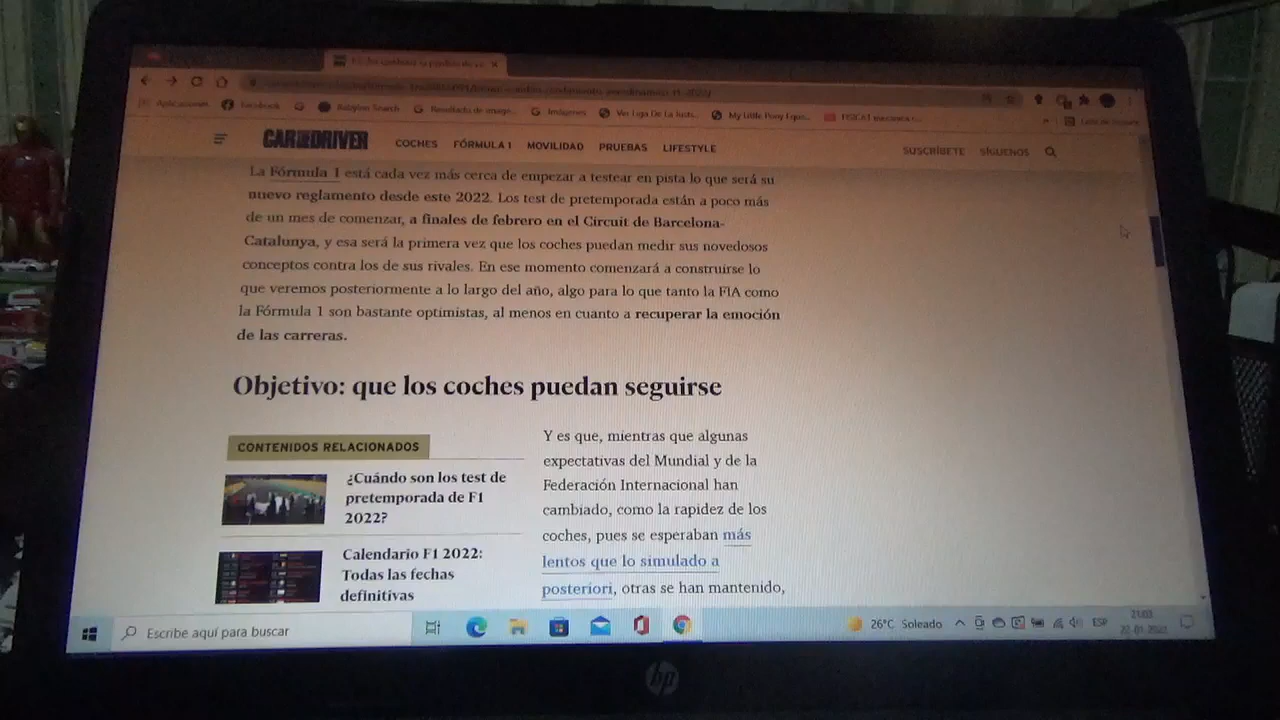 Aplicaciones
Facebook
Babylon Search
Resultado de image...
Imágenes
Ver Liga De La Justi...
My Little Pony Eques...
CAR AND DRIVER
COCHES
FÓRMULA 1
MOVILIDAD
PRUEBAS
LIFESTYLE
SUSCRÍBETE
SÍGUENOS
La Fórmula 1 está cada vez más cerca de empezar a testear en pista lo que será su
nuevo reglamento desde este 2022. Los test de pretemporada están a poco más
de un mes de comenzar, a finales de febrero en el Circuit de Barcelona-
Catalunya, y esa será la primera vez que los coches puedan medir sus novedosos
conceptos contra los de sus rivales. En ese momento comenzará a construirse lo
que veremos posteriormente a lo largo del año, algo para lo que tanto la FIA como
la Fórmula 1 son bastante optimistas, al menos en cuanto a recuperar la emoción
de las carreras.
Objetivo: que los coches puedan seguirse
CONTENIDOS RELACIONADOS
¿Cuándo son los test de
pretemporada de F1
2022?
Calendario F1 2022:
Todas las fechas
definitivas
Y es que, mientras que algunas
expectativas del Mundial y de la
Federación Internacional han
cambiado, como la rapidez de los
coches, pues se esperaban más
lentos que lo simulado a
posteriori, otras se han mantenido,
Escribe aquí para buscar
26°C Soleado
ESP
21:03
22-01-2022
hp